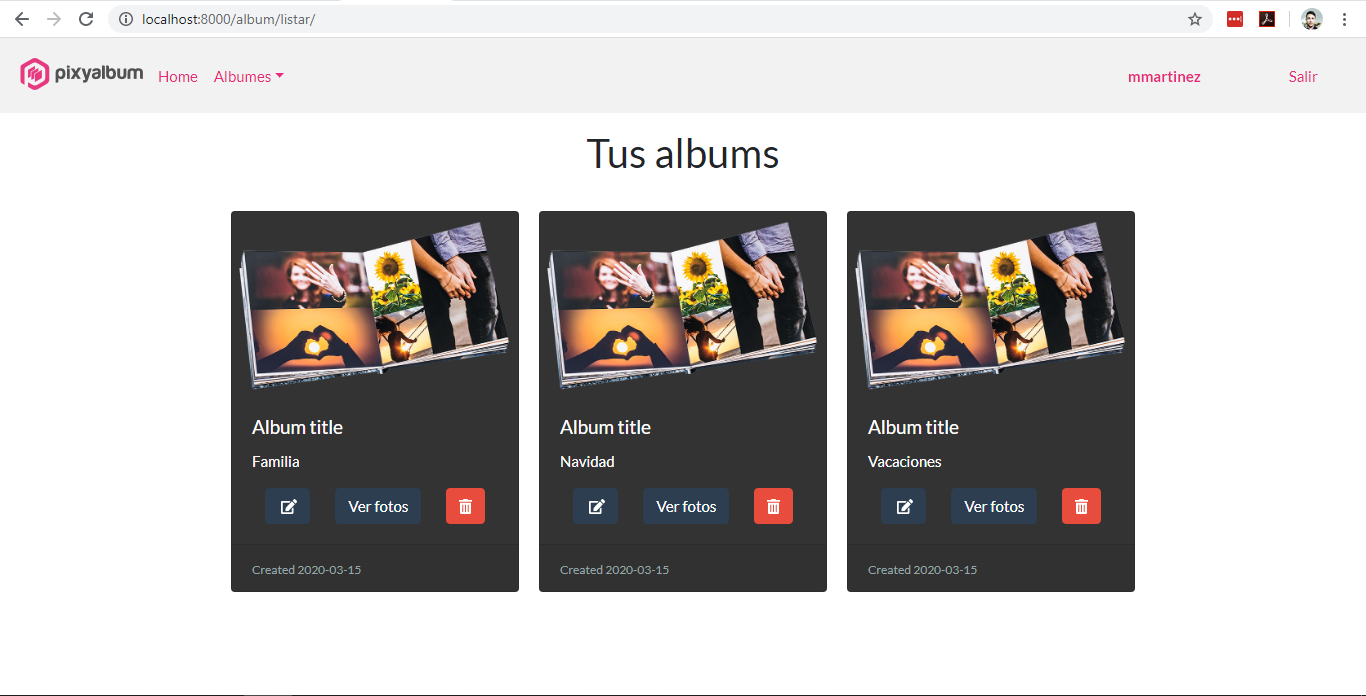 localhost:8000/album/listar/
pixyalbum Home Albumes mmartinez Salir
Tus albums
Album title
Familia
Ver fotos
Created 2020-03-15
Album title
Navidad
Ver fotos
Created 2020-03-15
Album title
Vacaciones
Ver fotos
Created 2020-03-15